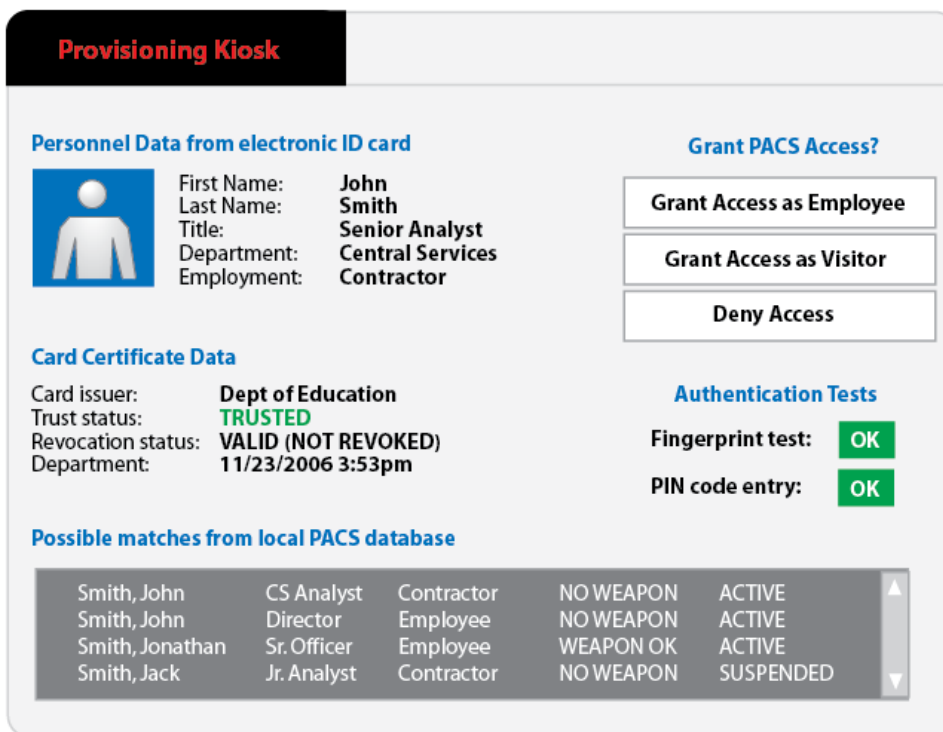 Provisioning Kiosk
Personnel Data from electronic ID card
First Name: John
Last Name: Smith
Title: Senior Analyst
Department: Central Services
Employment: Contractor
Grant PACS Access?
Grant Access as Employee
Grant Access as Visitor
Deny Access
Card Certificate Data
Card issuer: Dept of Education
Trust status: TRUSTED
Revocation status: VALID (NOT REVOKED)
Department: 11/23/2006 3:53pm
Authentication Tests
Fingerprint test: OK
PIN code entry: OK
Possible matches from local PACS database
Smith, John CS Analyst Contractor NO WEAPON ACTIVE
Smith, John Director Employee NO WEAPON ACTIVE
Smith, Jonathan Sr. Officer Employee WEAPON OK ACTIVE
Smith, Jack Jr. Analyst Contractor NO WEAPON SUSPENDED